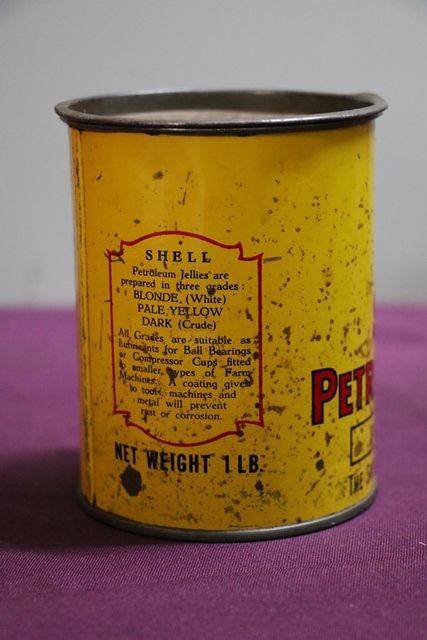 SHELL
Petroleum Jellies are
prepared in three grades:
BLONDE, (White)
PALE YELLOW
DARK (Crude)
All Grades are suitable as
Lubricants for Ball Bearings
or Compressor Cups fitted
to smaller types of Farm
Machines. A coating given
to tools, machines and
metal will prevent
rust or corrosion.
NET WEIGHT 1 LB.
PETR
THE